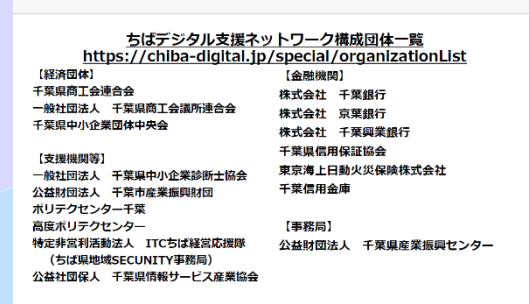 ちばデジタル支援ネットワーク構成団体一覧
https://chiba-digital.jp/special/organizationList
【経済団体】
千葉県商工会連合会
一般社団法人　千葉県商工会議所連合会
千葉県中小企業団体中央会
【支援機関等】
一般社団法人　千葉県中小企業診断士協会
公益財団法人　千葉市産業振興財団
ポリテクセンター千葉
高度ポリテクセンター
特定非営利活動法人　ITCちば経営応援隊
（ちば県地域SECUNITY事務局）
公益社団保人　千葉県情報サービス産業協会
【金融機関】
株式会社　千葉銀行
株式会社　京葉銀行
株式会社　千葉興業銀行
千葉県信用保証協会
東京海上日動火災保険株式会社
千葉信用金庫
【事務局】
公益財団法人　千葉県産業振興センター